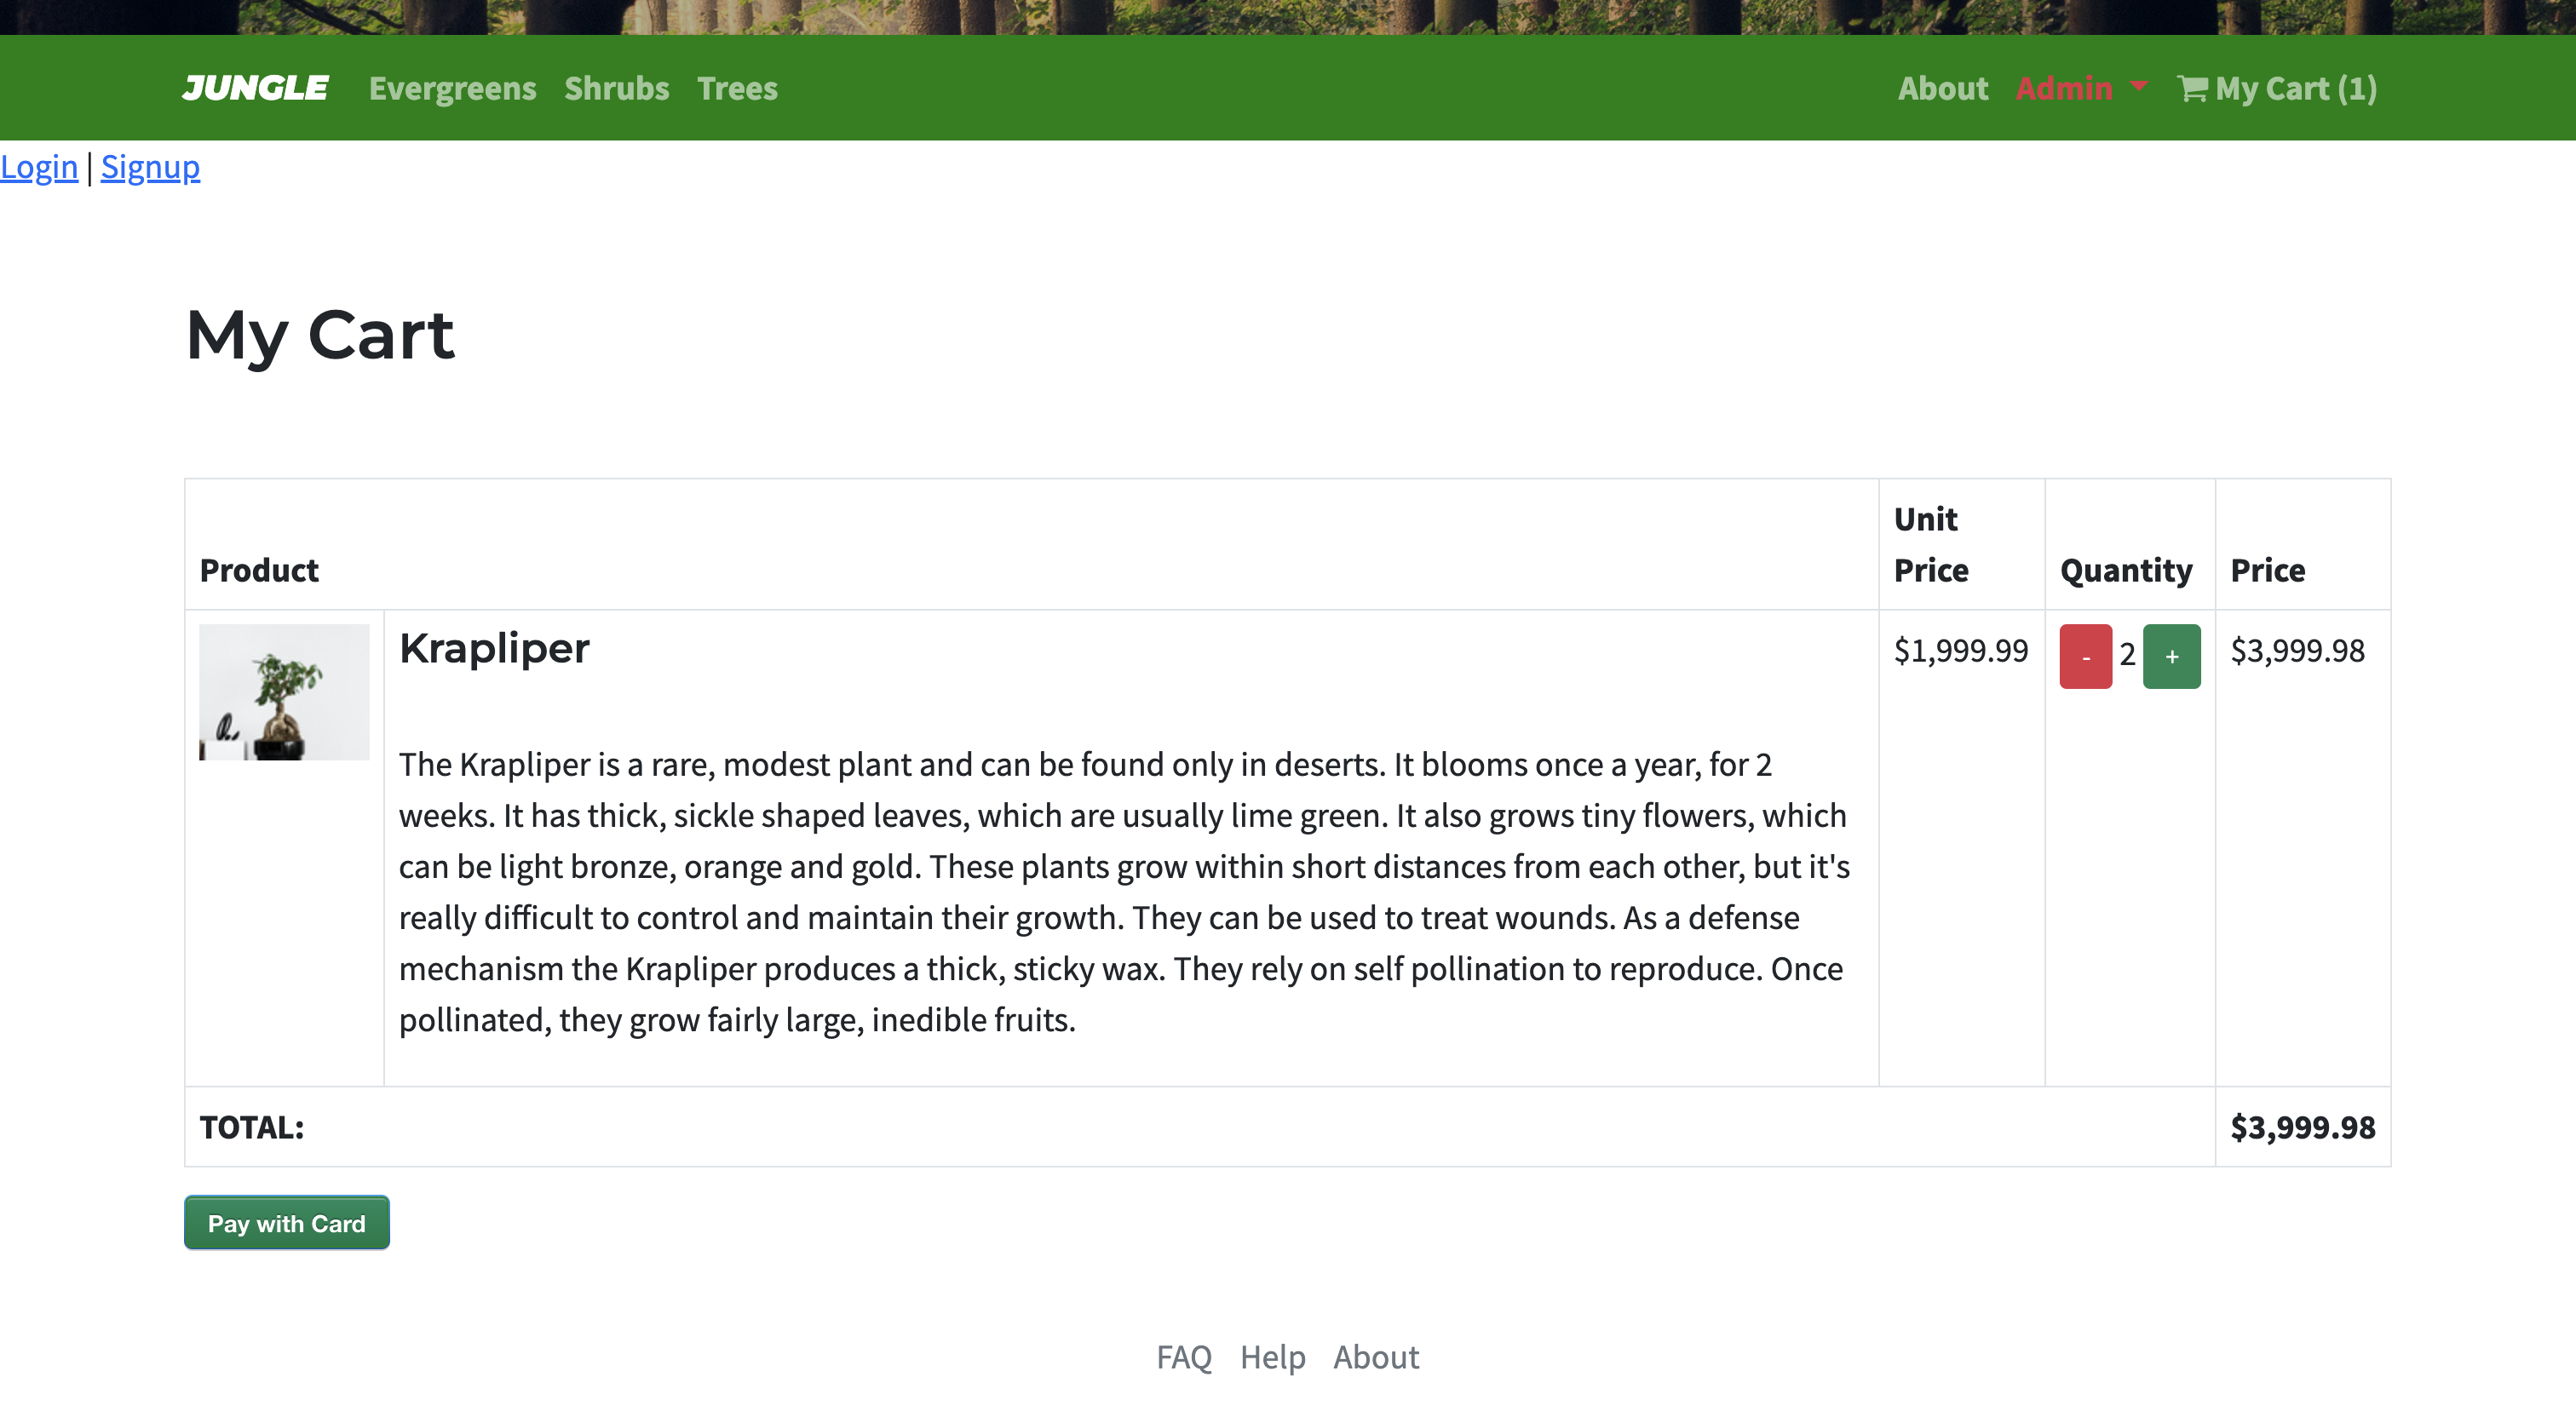 JUNGLE Evergreens Shrubs Trees About Admin My Cart (1)
Login | Signup
My Cart
Product Unit Price Quantity Price
Krapliper $1,999.99 - 2 + $3,999.98
The Krapliper is a rare, modest plant and can be found only in deserts. It blooms once a year, for 2
weeks. It has thick, sickle shaped leaves, which are usually lime green. It also grows tiny flowers, which
can be light bronze, orange and gold. These plants grow within short distances from each other, but it's
really difficult to control and maintain their growth. They can be used to treat wounds. As a defense
mechanism the Krapliper produces a thick, sticky wax. They rely on self pollination to reproduce. Once
pollinated, they grow fairly large, inedible fruits.
TOTAL: $3,999.98
Pay with Card
FAQ Help About